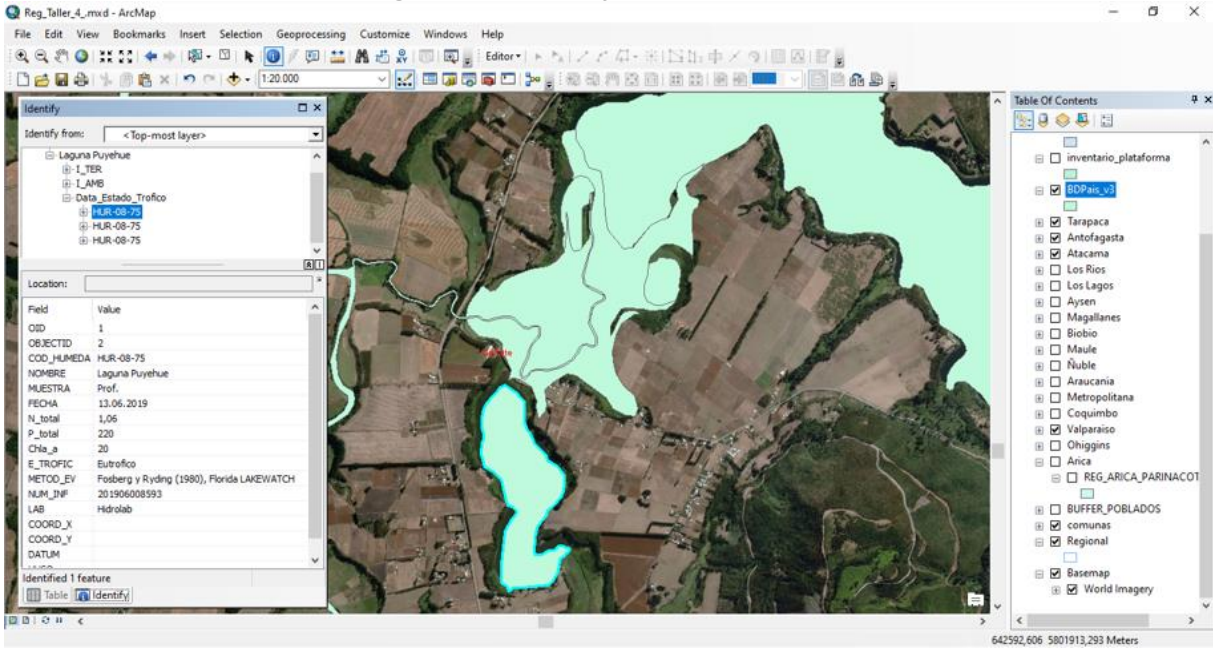 Reg_Taller_4_.mxd - ArcMap
File Edit View Bookmarks Insert Selection Geoprocessing Customize Windows Help
Editor
1:20.000
Identify
Identify from: <Top-most layer>
Laguna Puyehue
I_TER
I_AMB
Data_Estado_Trofico
HUR-08-75
HUR-08-75
HUR-08-75
Location:
Field Value
OID 1
OBJECTID 2
COD_HUMEDA HUR-08-75
NOMBRE Laguna Puyehue
MUESTRA Prof.
FECHA 13.06.2019
N_total 1,06
P_total 220
Chla_a 20
E_TROFIC Eutrofico
METOD_EV Fosberg y Ryding (1980), Florida LAKEWATCH
NUM_INF 201906008593
LAB Hidrolab
COORD_X
COORD_Y
DATUM
Identified 1 feature
Table Identify
Table Of Contents
inventario_plataforma
BDPais_v3
Tarapaca
Antofagasta
Atacama
Los Rios
Los Lagos
Aysen
Magallanes
Biobio
Maule
Ñuble
Araucania
Metropolitana
Coquimbo
Valparaiso
Ohiggins
Arica
REG_ARICA_PARINACOT
BUFFER_POBLADOS
comunas
Regional
Basemap
World Imagery
642592,606 5801913,293 Meters